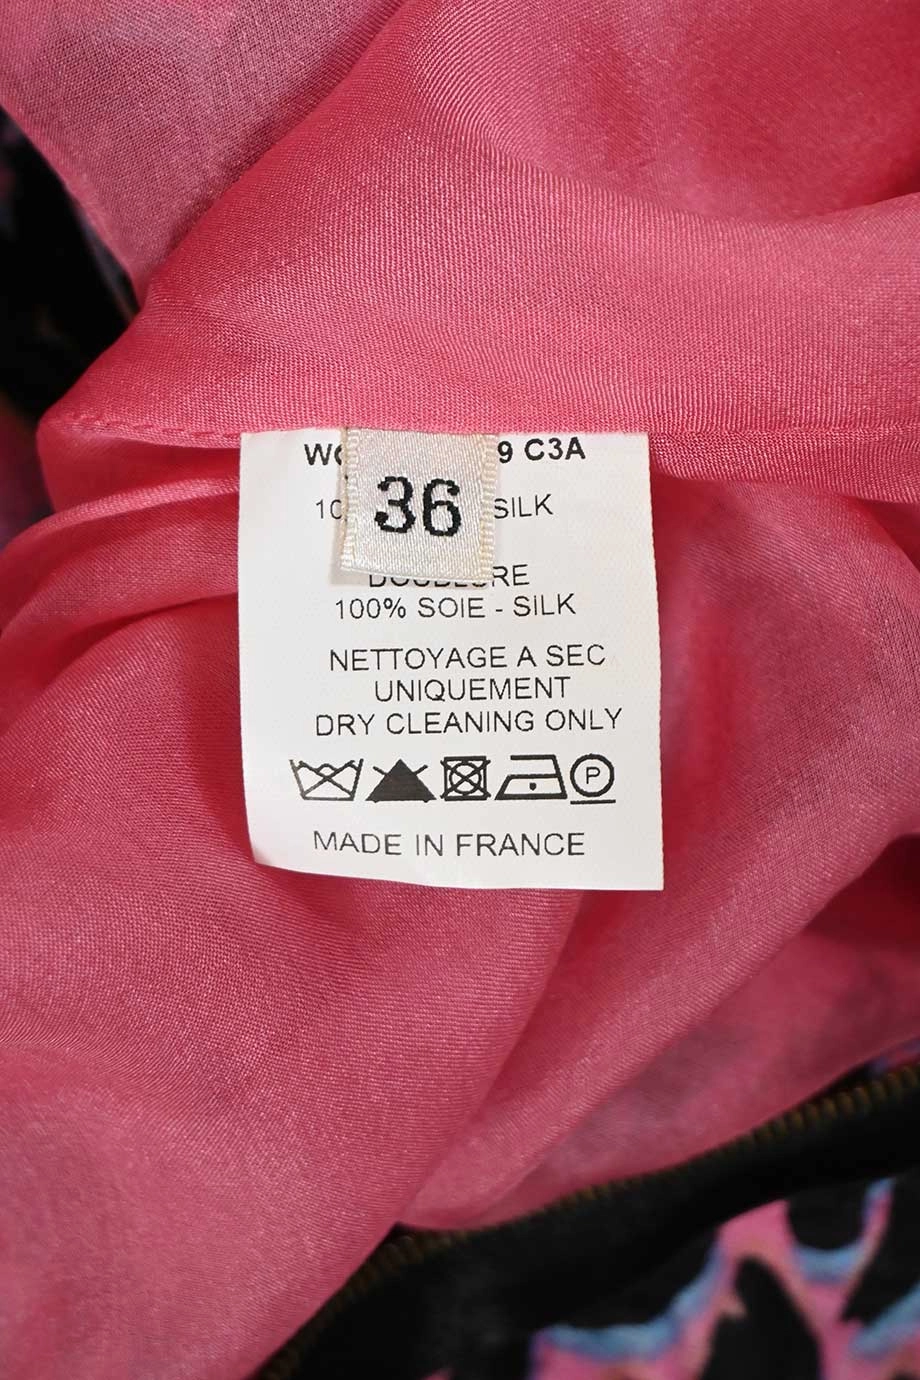 9 C3A
36
SILK
100% SOIE - SILK
NETTOYAGE A SEC
UNIQUEMENT
DRY CLEANING ONLY
P
MADE IN FRANCE